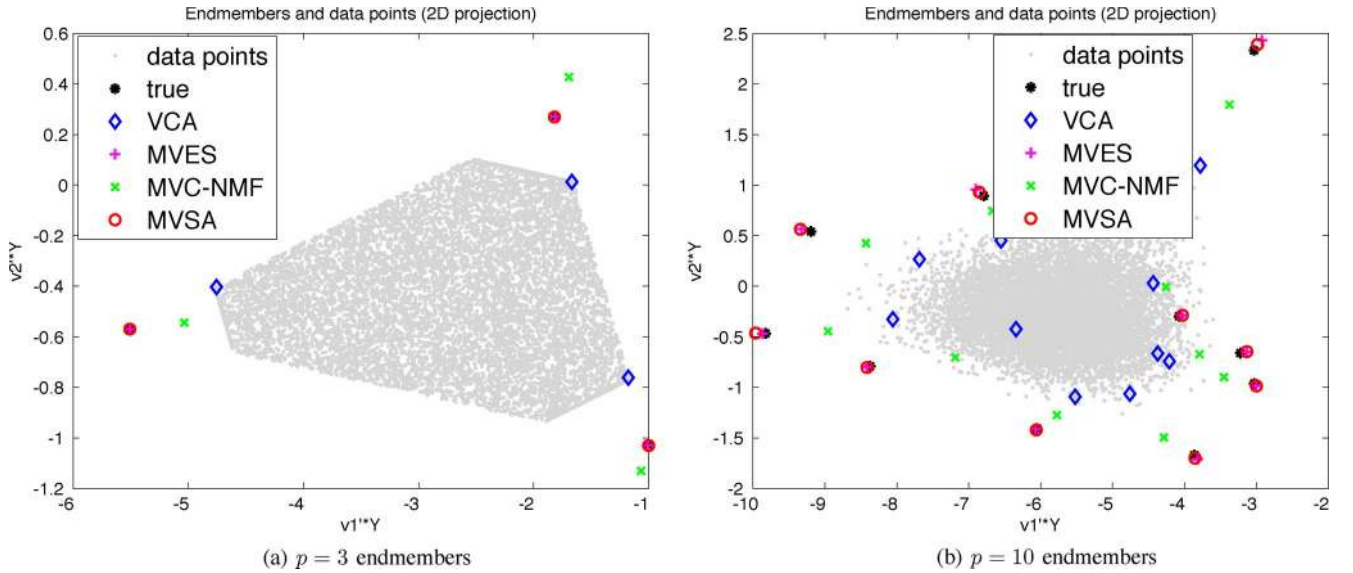 Endmembers and data points (2D projection)
0.6
0.4
0.2
0
-0.2
-0.4
-0.6
-0.8
-1
-1.2
v2'*Y
data points
true
VCA
MVES
MVC-NMF
MVSA
-6 -5 -4 -3 -2 -1
v1'*Y
(a) p = 3 endmembers
Endmembers and data points (2D projection)
2.5
2
1.5
1
0.5
0
-0.5
-1
-1.5
-2
v2'*Y
data points
true
VCA
MVES
MVC-NMF
MVSA
-10 -9 -8 -7 -6 -5 -4 -3 -2
v1'*Y
(b) p = 10 endmembers